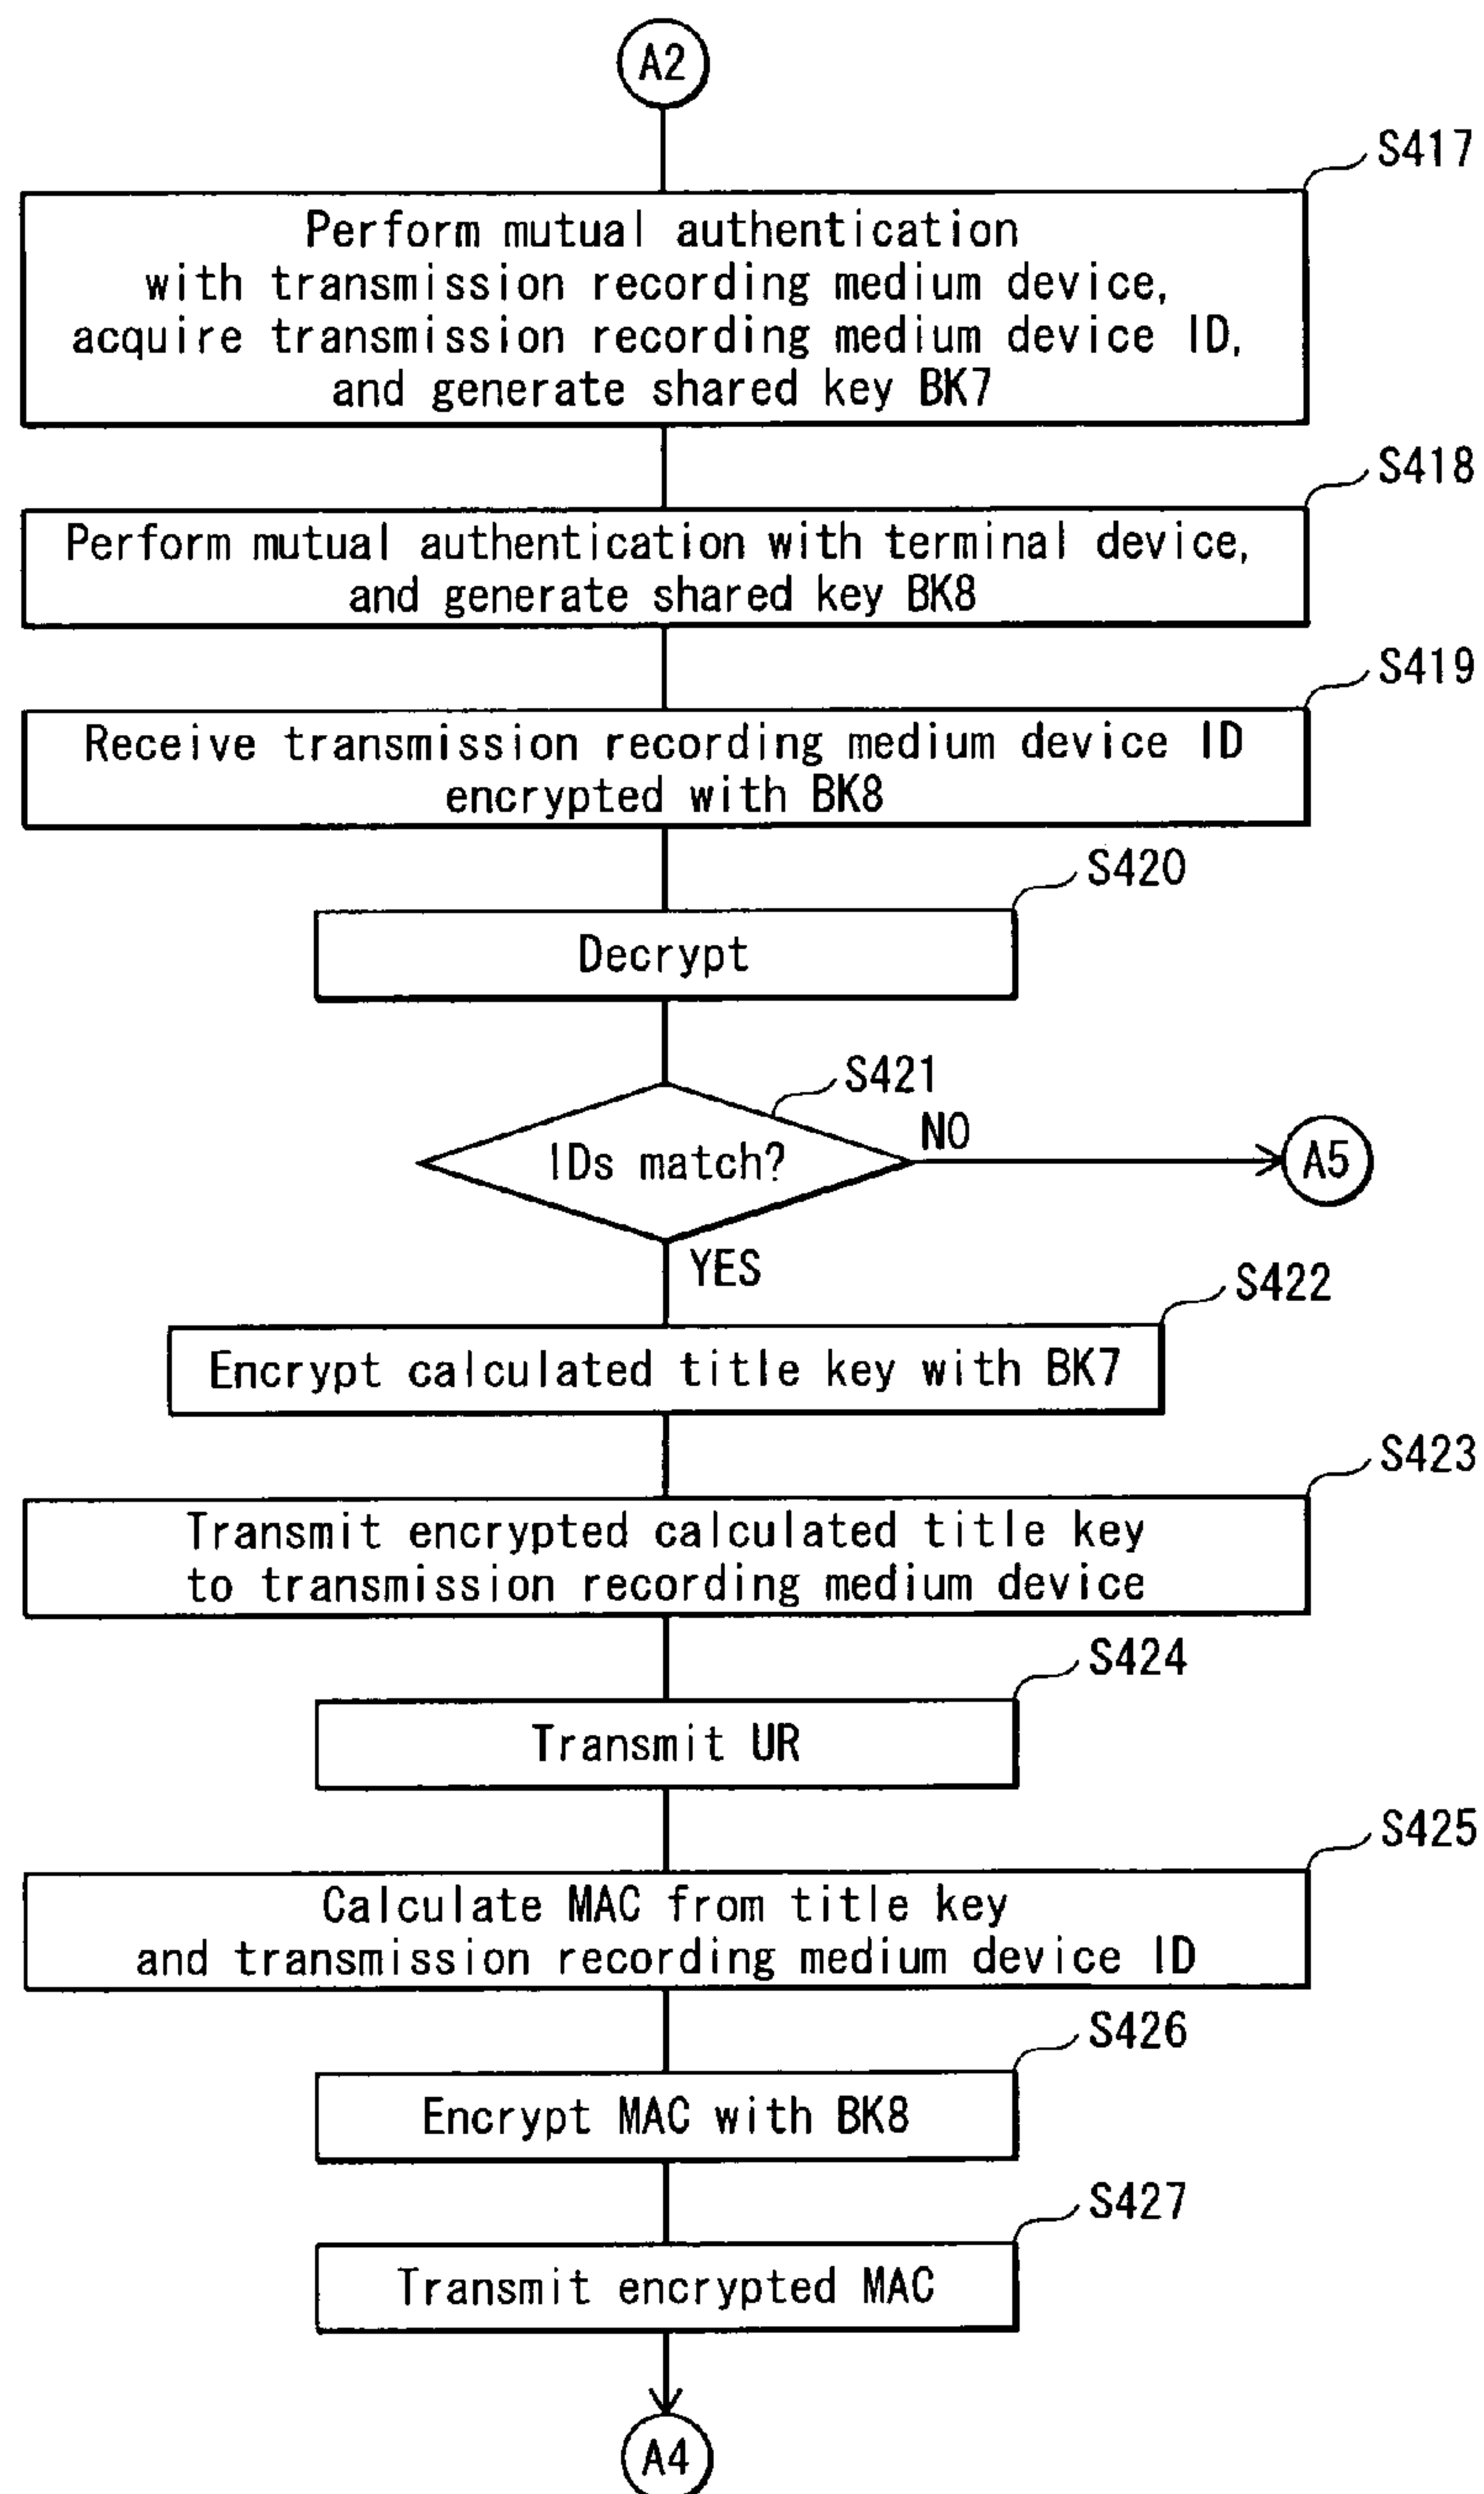 A2
S417
Perform mutual authentication
with transmission recording medium device,
acquire transmission recording medium device ID,
and generate shared key BK7
S418
Perform mutual authentication with terminal device,
and generate shared key BK8
S419
Receive transmission recording medium device ID
encrypted with BK8
S420
Decrypt
S421
IDs match?
NO
A5
YES
S422
Encrypt calculated title key with BK7
S423
Transmit encrypted calculated title key
to transmission recording medium device
S424
Transmit UR
S425
Calculate MAC from title key
and transmission recording medium device ID
S426
Encrypt MAC with BK8
S427
Transmit encrypted MAC
A4